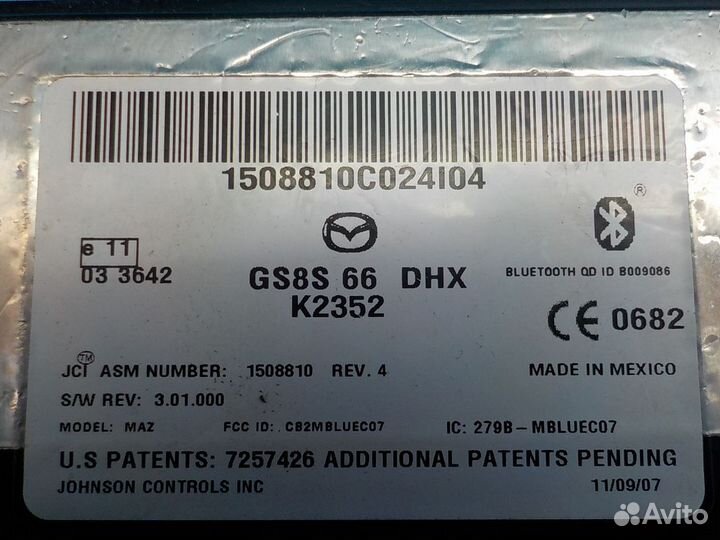 1508810C024I04
®
e 11
03 3642
GS8S 66 DHX
K2352
BLUETOOTH QD ID B009086
CE 0682
JCI™ ASM NUMBER: 1508810 REV. 4
MADE IN MEXICO
S/W REV: 3.01.000
MODEL: MAZ FCC ID: CB2MBLUEC07 IC: 279B-MBLUEC07
U.S PATENTS: 7257426 ADDITIONAL PATENTS PENDING
JOHNSON CONTROLS INC 11/09/07
Avito